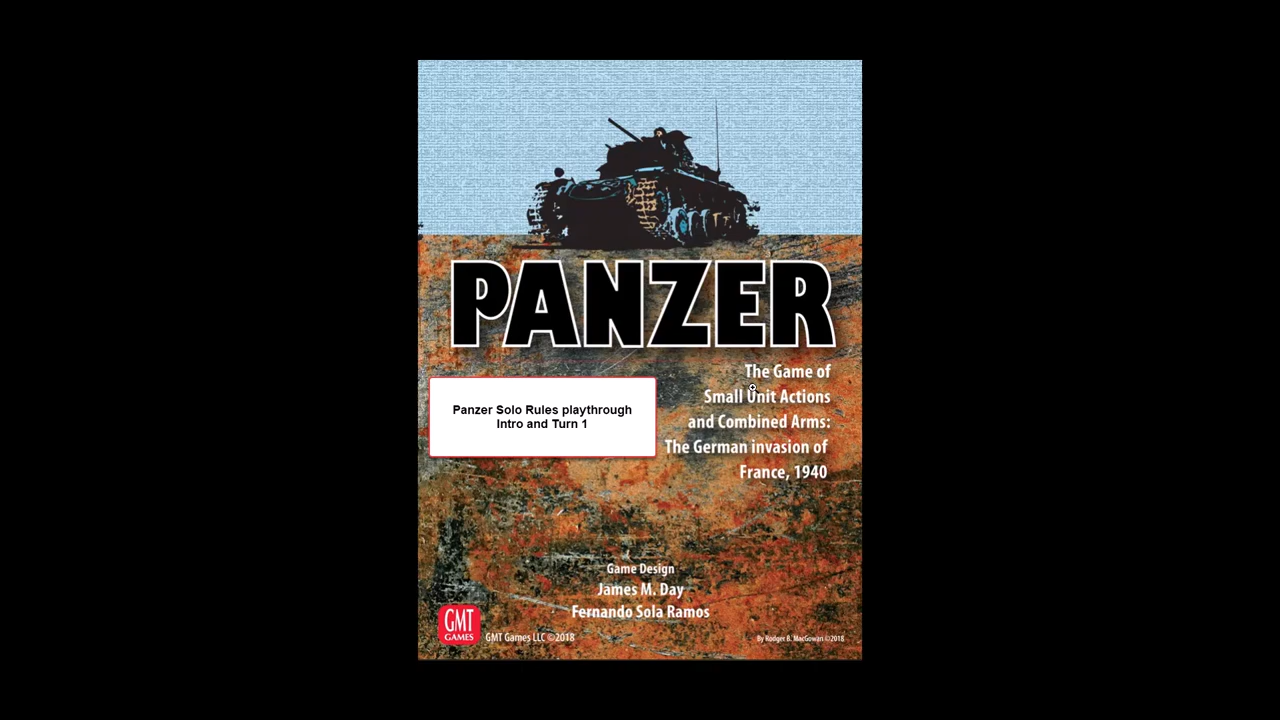 PANZER
The Game of
Small Unit Actions
and Combined Arms:
The German invasion of
France, 1940
Panzer Solo Rules playthrough
Intro and Turn 1
Game Design
James M. Day
Fernando Sola Ramos
GMT
GAMES
GMT Games LLC ©2018
By Rodger B. MacGowan ©2018